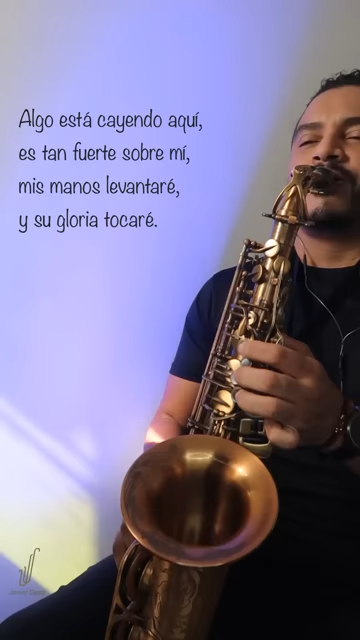 Algo está cayendo aquí,
es tan fuerte sobre mí,
mis manos levantaré,
y su gloria tocaré.